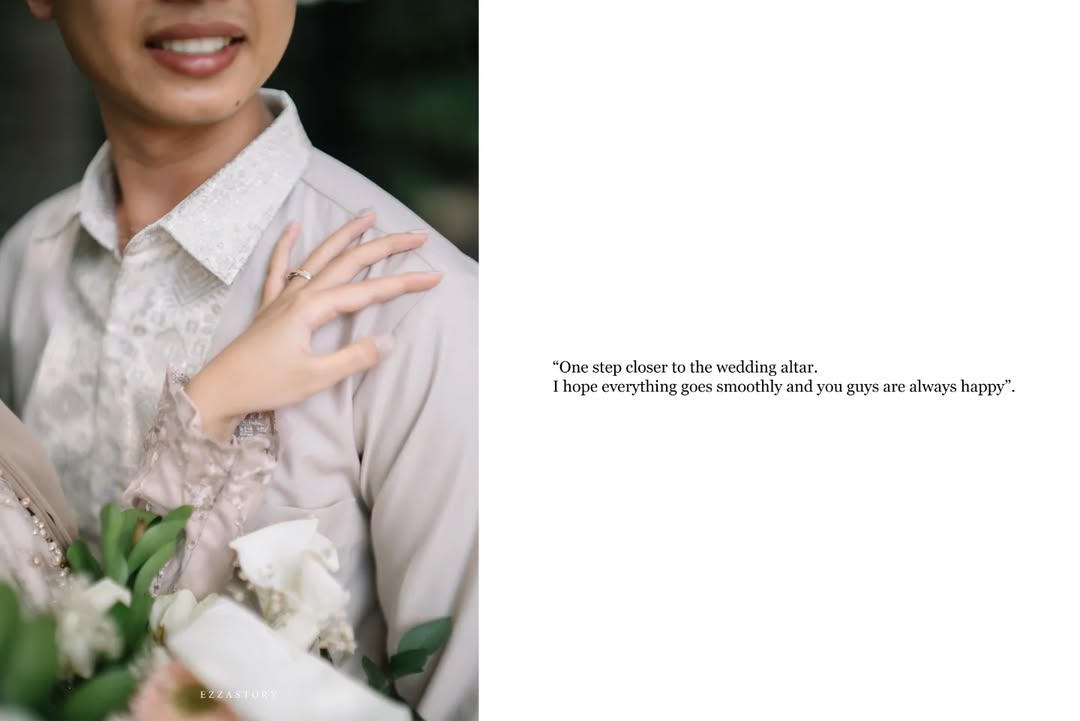 “One step closer to the wedding altar.
I hope everything goes smoothly and you guys are always happy”.
EZZASTORY